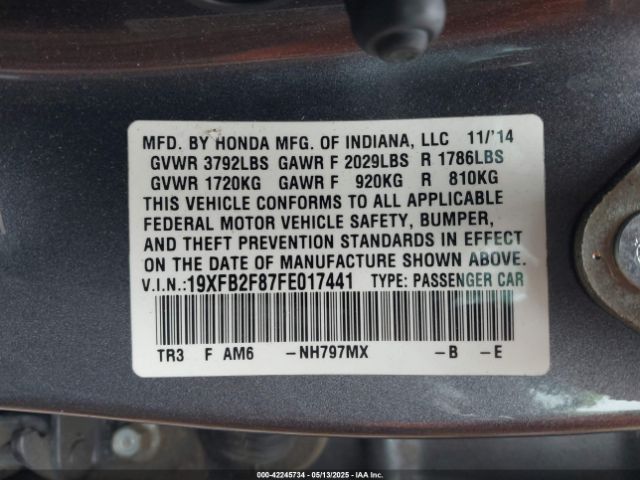 MFD. BY HONDA MFG. OF INDIANA, LLC 11/'14
GVWR 3792LBS GAWR F 2029LBS R 1786LBS
GVWR 1720KG GAWR F 920KG R 810KG
THIS VEHICLE CONFORMS TO ALL APPLICABLE
FEDERAL MOTOR VEHICLE SAFETY, BUMPER,
AND THEFT PREVENTION STANDARDS IN EFFECT
ON THE DATE OF MANUFACTURE SHOWN ABOVE.
V.I.N.:19XFB2F87FE017441 TYPE: PASSENGER CAR
TR3 F AM6 -NH797MX -B -E
000-42245734 - 05/13/2025 - IAA Inc.